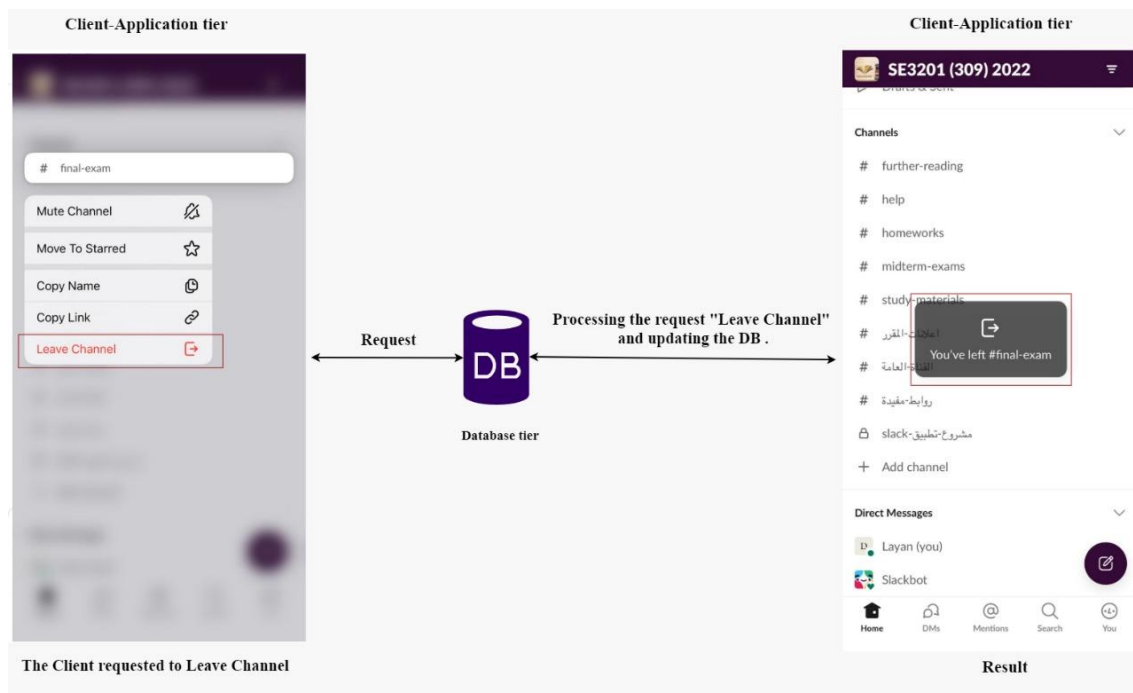 Client-Application tier
# final-exam
Mute Channel
Move To Starred
Copy Name
Copy Link
Leave Channel
The Client requested to Leave Channel
Request
DB
Database tier
Processing the request "Leave Channel"
and updating the DB .
Client-Application tier
SE3201 (309) 2022
Drafts & Sent
Channels
# further-reading
# help
# homeworks
# midterm-exams
# study-materials
# اعلانات-المقرر
You've left #final-exam
# القناة-العامة
# روابط-مفيدة
مشروع-تطبيق-slack
+ Add channel
Direct Messages
Layan (you)
Slackbot
Home DMs Mentions Search You
Result